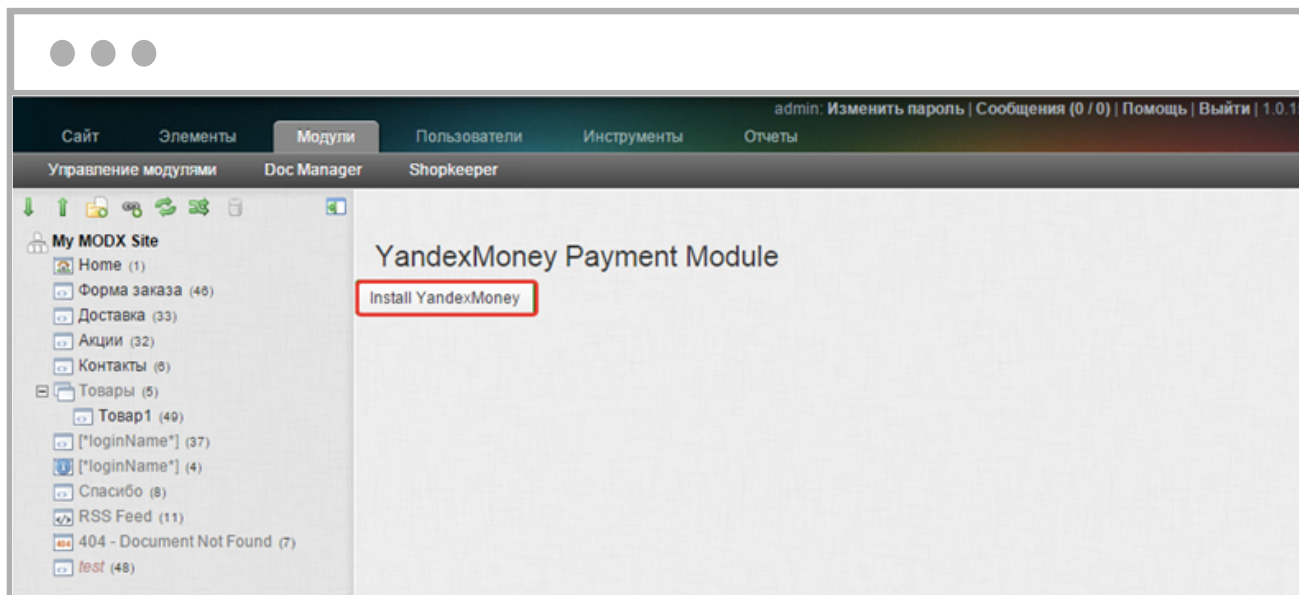 admin: Изменить пароль | Сообщения (0 / 0) | Помощь | Выйти | 1.0.15
Сайт Элементы Модули Пользователи Инструменты Отчеты
Управление модулями Doc Manager Shopkeeper
My MODX Site
Home (1)
Форма заказа (46)
Доставка (33)
Акции (32)
Контакты (6)
Товары (5)
Товар1 (49)
[*loginName*] (37)
[*loginName*] (4)
Спасибо (8)
RSS Feed (11)
404 - Document Not Found (7)
test (48)
YandexMoney Payment Module
Install YandexMoney